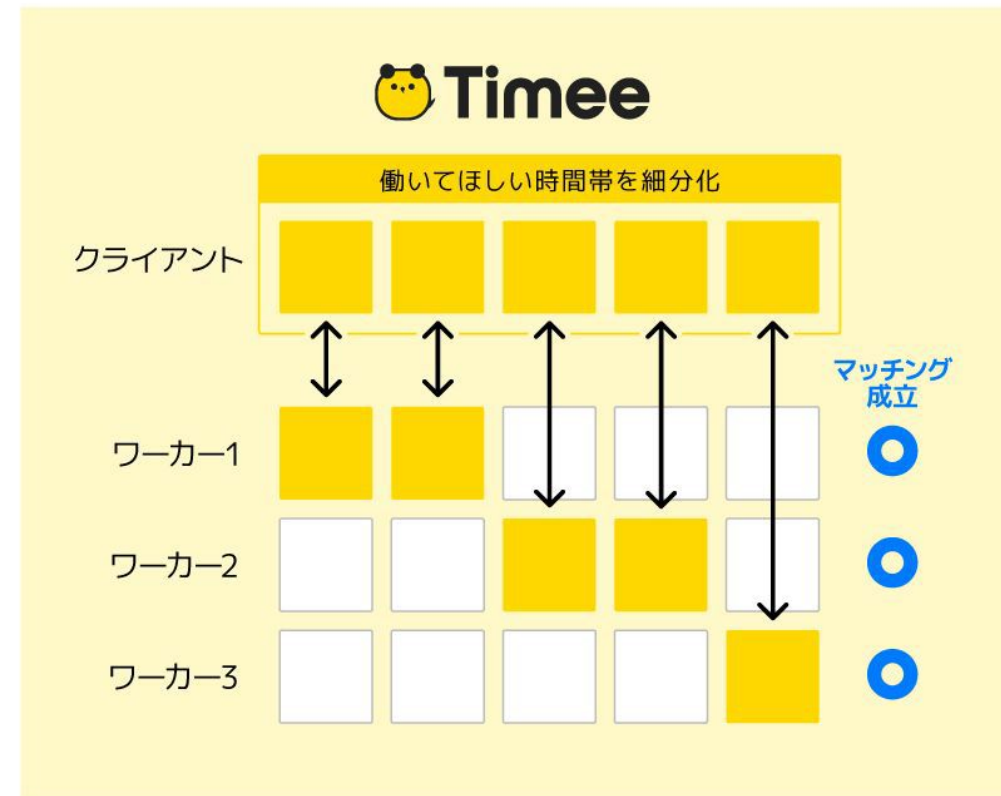 Timee
働いてほしい時間帯を細分化
クライアント
マッチング
成立
ワーカー1
ワーカー2
ワーカー3